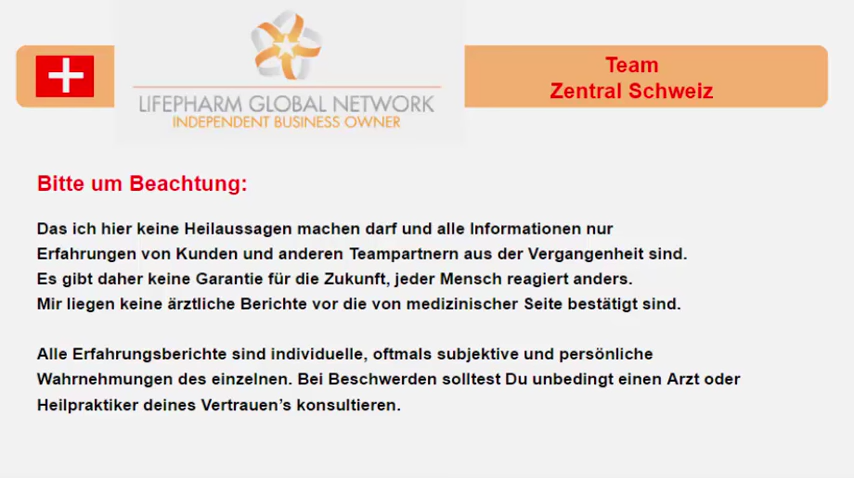 LIFEPHARM GLOBAL NETWORK
INDEPENDENT BUSINESS OWNER
Team
Zentral Schweiz
Bitte um Beachtung:
Das ich hier keine Heilaussagen machen darf und alle Informationen nur
Erfahrungen von Kunden und anderen Teampartnern aus der Vergangenheit sind.
Es gibt daher keine Garantie für die Zukunft, jeder Mensch reagiert anders.
Mir liegen keine ärztliche Berichte vor die von medizinischer Seite bestätigt sind.
Alle Erfahrungsberichte sind individuelle, oftmals subjektive und persönliche
Wahrnehmungen des einzelnen. Bei Beschwerden solltest Du unbedingt einen Arzt oder
Heilpraktiker deines Vertrauen’s konsultieren.